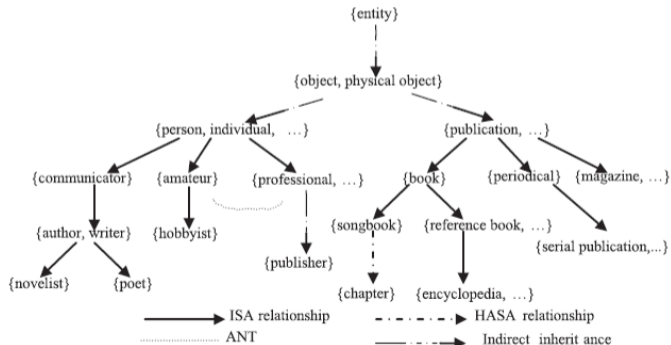 {entity}
{object, physical object}
{person, individual, ...}
{publication, ...}
{communicator}
{amateur}
{professional, ...}
{book}
{periodical}
{magazine, ...}
{author, writer}
{hobbyist}
{songbook}
{reference book, ...}
{serial publication,...}
{publisher}
{novelist}
{poet}
{chapter}
{encyclopedia, ...}
ISA relationship
HASA relationship
ANT
Indirect inherit ance